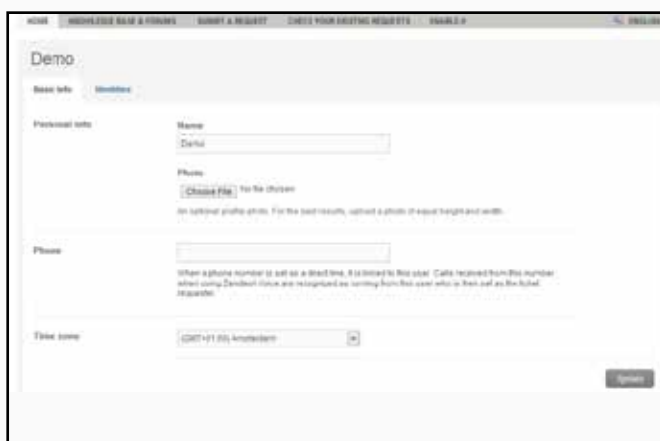 HOME KNOWLEDGE BASE & FORUMS SUBMIT A REQUEST CHECK YOUR EXISTING REQUESTS ENGLISH
Demo
Basic Info Identities
Personal info
Name
Demo
Photo
Choose File No file chosen
An optional profile photo. For the best results, upload a photo of equal height and width.
Phone
When a phone number is set as a direct line, it is linked to this user. Calls received from this number
when using Zendesk Voice are recognized as coming from this user who is then set as the ticket
requester.
Time zone
(GMT+01:00) Amsterdam
Update